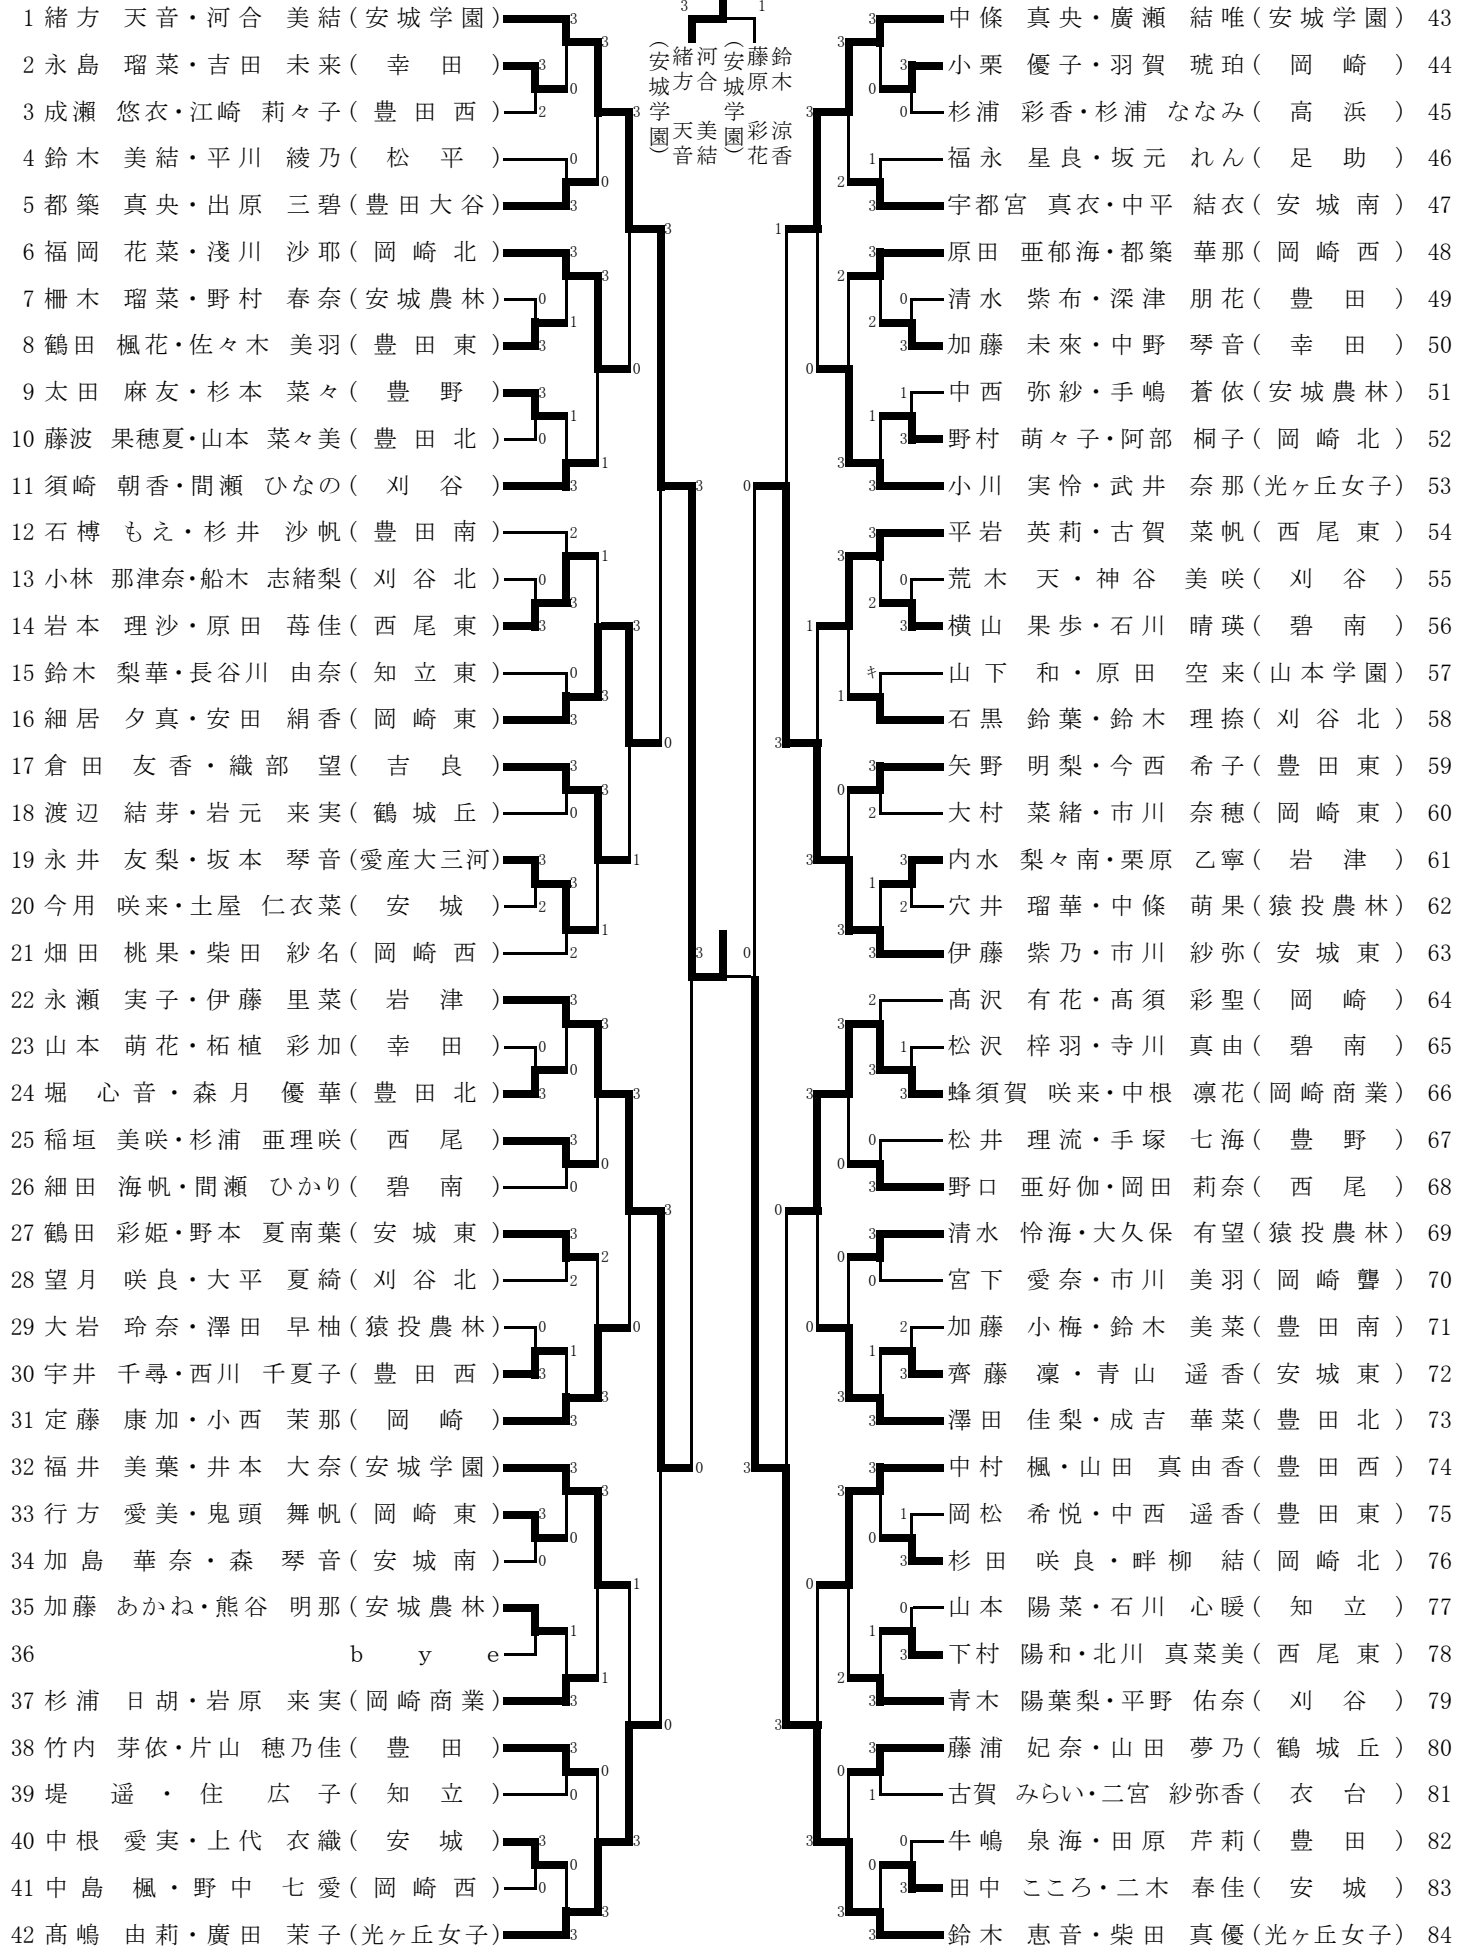 3 1
緒方 天音 河合 美結 (安城学園)
藤原 彩花 鈴木 涼香 (安城学園)
1 緒方 天音・河合 美結 (安城学園)
2 永島 瑠菜・吉田 未来 (幸田)
3 成瀬 悠衣・江崎 莉々子 (豊田西)
4 鈴木 美結・平川 綾乃 (松平)
5 都築 真央・出原 三碧 (豊田大谷)
6 福岡 花菜・淺川 沙耶 (岡崎北)
7 柵木 瑠菜・野村 春奈 (安城農林)
8 鶴田 楓花・佐々木 美羽 (豊田東)
9 太田 麻友・杉本 菜々 (豊野)
10 藤波 果穂夏・山本 菜々美 (豊田北)
11 須崎 朝香・間瀬 ひなの (刈谷)
12 石榑 もえ・杉井 沙帆 (豊田南)
13 小林 那津奈・船木 志緒梨 (刈谷北)
14 岩本 理沙・原田 苺佳 (西尾東)
15 鈴木 梨華・長谷川 由奈 (知立東)
16 細居 夕真・安田 絹香 (岡崎東)
17 倉田 友香・織部 望 (吉良)
18 渡辺 結芽・岩元 来実 (鶴城丘)
19 永井 友梨・坂本 琴音 (愛産大三河)
20 今用 咲来・土屋 仁衣菜 (安城)
21 畑田 桃果・柴田 紗名 (岡崎西)
22 永瀬 実子・伊藤 里菜 (岩津)
23 山本 萌花・柘植 彩加 (幸田)
24 堀 心音・森月 優華 (豊田北)
25 稲垣 美咲・杉浦 亜理咲 (西尾)
26 細田 海帆・間瀬 ひかり (碧南)
27 鶴田 彩姫・野本 夏南葉 (安城東)
28 望月 咲良・大平 夏綺 (刈谷北)
29 大岩 玲奈・澤田 早柚 (猿投農林)
30 宇井 千尋・西川 千夏子 (豊田西)
31 定藤 康加・小西 茉那 (岡崎)
32 福井 美葉・井本 大奈 (安城学園)
33 行方 愛美・鬼頭 舞帆 (岡崎東)
34 加島 華奈・森 琴音 (安城南)
35 加藤 あかね・熊谷 明那 (安城農林)
36 bye
37 杉浦 日胡・岩原 来実 (岡崎商業)
38 竹内 芽依・片山 穂乃佳 (豊田)
39 堤 遥・住 広子 (知立)
40 中根 愛実・上代 衣織 (安城)
41 中島 楓・野中 七愛 (岡崎西)
42 髙嶋 由莉・廣田 茉子 (光ヶ丘女子)
中條 真央・廣瀬 結唯 (安城学園) 43
小栗 優子・羽賀 琥珀 (岡崎) 44
杉浦 彩香・杉浦 ななみ (高浜) 45
福永 星良・坂元 れん (足助) 46
宇都宮 真衣・中平 結衣 (安城南) 47
原田 亜郁海・都築 華那 (岡崎西) 48
清水 紫布・深津 朋花 (豊田) 49
加藤 未來・中野 琴音 (幸田) 50
中西 弥紗・手嶋 蒼依 (安城農林) 51
野村 萌々子・阿部 桐子 (岡崎北) 52
小川 実怜・武井 奈那 (光ヶ丘女子) 53
平岩 英莉・古賀 菜帆 (西尾東) 54
荒木 天・神谷 美咲 (刈谷) 55
横山 果歩・石川 晴瑛 (碧南) 56
山下 和・原田 空来 (山本学園) 57
石黒 鈴葉・鈴木 理捺 (刈谷北) 58
矢野 明梨・今西 希子 (豊田東) 59
大村 菜緒・市川 奈穂 (岡崎東) 60
内水 梨々南・栗原 乙寧 (岩津) 61
穴井 瑠華・中條 萌果 (猿投農林) 62
伊藤 紫乃・市川 紗弥 (安城東) 63
髙沢 有花・髙須 彩聖 (岡崎) 64
松沢 梓羽・寺川 真由 (碧南) 65
蜂須賀 咲来・中根 凛花 (岡崎商業) 66
松井 理流・手塚 七海 (豊野) 67
野口 亜好伽・岡田 莉奈 (西尾) 68
清水 怜海・大久保 有望 (猿投農林) 69
宮下 愛奈・市川 美羽 (岡崎聾) 70
加藤 小梅・鈴木 美菜 (豊田南) 71
齊藤 凜・青山 遥香 (安城東) 72
澤田 佳梨・成吉 華菜 (豊田北) 73
中村 楓・山田 真由香 (豊田西) 74
岡松 希悦・中西 遥香 (豊田東) 75
杉田 咲良・畔柳 結 (岡崎北) 76
山本 陽菜・石川 心暖 (知立) 77
下村 陽和・北川 真菜美 (西尾東) 78
青木 陽葉梨・平野 佑奈 (刈谷) 79
藤浦 妃奈・山田 夢乃 (鶴城丘) 80
古賀 みらい・二宮 紗弥香 (衣台) 81
牛嶋 泉海・田原 芹莉 (豊田) 82
田中 こころ・二木 春佳 (安城) 83
鈴木 恵音・柴田 真優 (光ヶ丘女子) 84